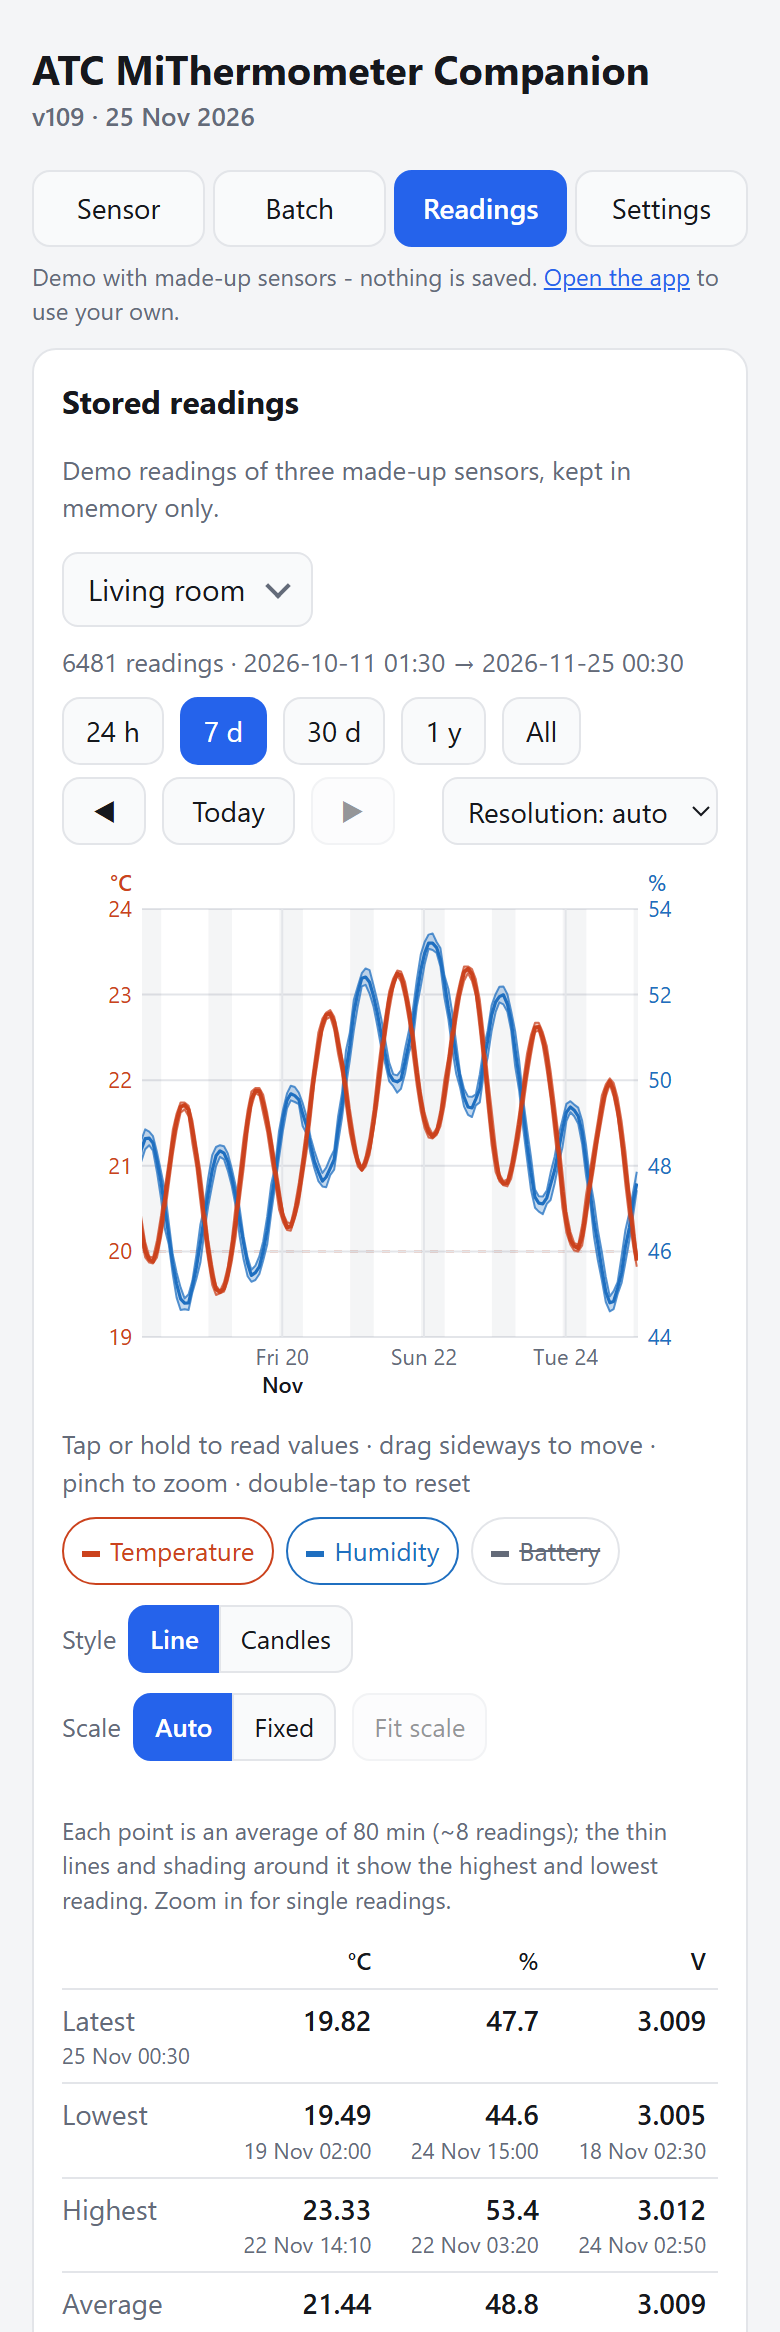 ATC MiThermometer Companion
v109 · 25 Nov 2026
Sensor Batch Readings Settings
Demo with made-up sensors - nothing is saved. Open the app to
use your own.
Stored readings
Demo readings of three made-up sensors, kept in
memory only.
Living room
6481 readings · 2026-10-11 01:30 → 2026-11-25 00:30
24 h 7 d 30 d 1 y All
◀ Today ▶ Resolution: auto
°C %
24 54
23 52
22 50
21 48
20 46
19 44
Fri 20 Sun 22 Tue 24
Nov
Tap or hold to read values · drag sideways to move ·
pinch to zoom · double-tap to reset
Temperature Humidity Battery
Style Line Candles
Scale Auto Fixed Fit scale
Each point is an average of 80 min (~8 readings); the thin
lines and shading around it show the highest and lowest
reading. Zoom in for single readings.
°C % V
Latest 19.82 47.7 3.009
25 Nov 00:30
Lowest 19.49 44.6 3.005
19 Nov 02:00 24 Nov 15:00 18 Nov 02:30
Highest 23.33 53.4 3.012
22 Nov 14:10 22 Nov 03:20 24 Nov 02:50
Average 21.44 48.8 3.009